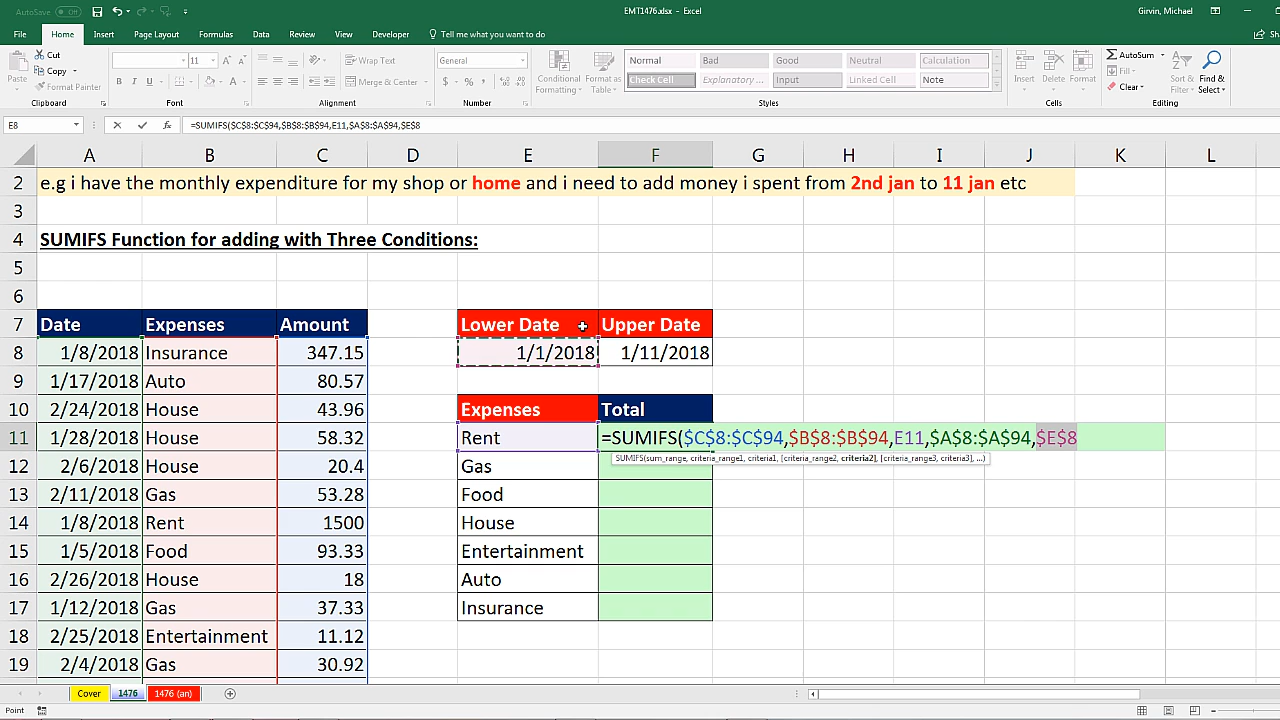 AutoSave Off EMT1476.xlsx - Excel Girvin, Michael
File Home Insert Page Layout Formulas Data Review View Developer Tell me what you want to do
Paste Cut Copy Format Painter 11 A A Wrap Text General Conditional Formatting Format as Table Normal Bad Good Neutral Calculation Insert Delete Format AutoSum Sort & Filter Find & Select
B I U A Merge & Center $ % , Check Cell Explanatory ... Input Linked Cell Note Fill Clear
Clipboard Font Alignment Number Styles Cells Editing
E8 fx =SUMIFS($C$8:$C$94,$B$8:$B$94,E11,$A$8:$A$94,$E$8
A B C D E F G H I J K L
2 e.g i have the monthly expenditure for my shop or home and i need to add money i spent from 2nd jan to 11 jan etc
3
4 SUMIFS Function for adding with Three Conditions:
5
6
7 Date Expenses Amount Lower Date Upper Date
8 1/8/2018 Insurance 347.15 1/1/2018 1/11/2018
9 1/17/2018 Auto 80.57
10 2/24/2018 House 43.96 Expenses Total
11 1/28/2018 House 58.32 Rent =SUMIFS($C$8:$C$94,$B$8:$B$94,E11,$A$8:$A$94,$E$8
SUMIFS(sum_range, criteria_range1, criteria1, [criteria_range2, criteria2], [criteria_range3, criteria3], ...)
12 2/6/2018 House 20.4 Gas
13 2/11/2018 Gas 53.28 Food
14 1/8/2018 Rent 1500 House
15 1/5/2018 Food 93.33 Entertainment
16 2/26/2018 House 18 Auto
17 1/12/2018 Gas 37.33 Insurance
18 2/25/2018 Entertainment 11.12
19 2/4/2018 Gas 30.92
Cover 1476 1476 (an)
Point